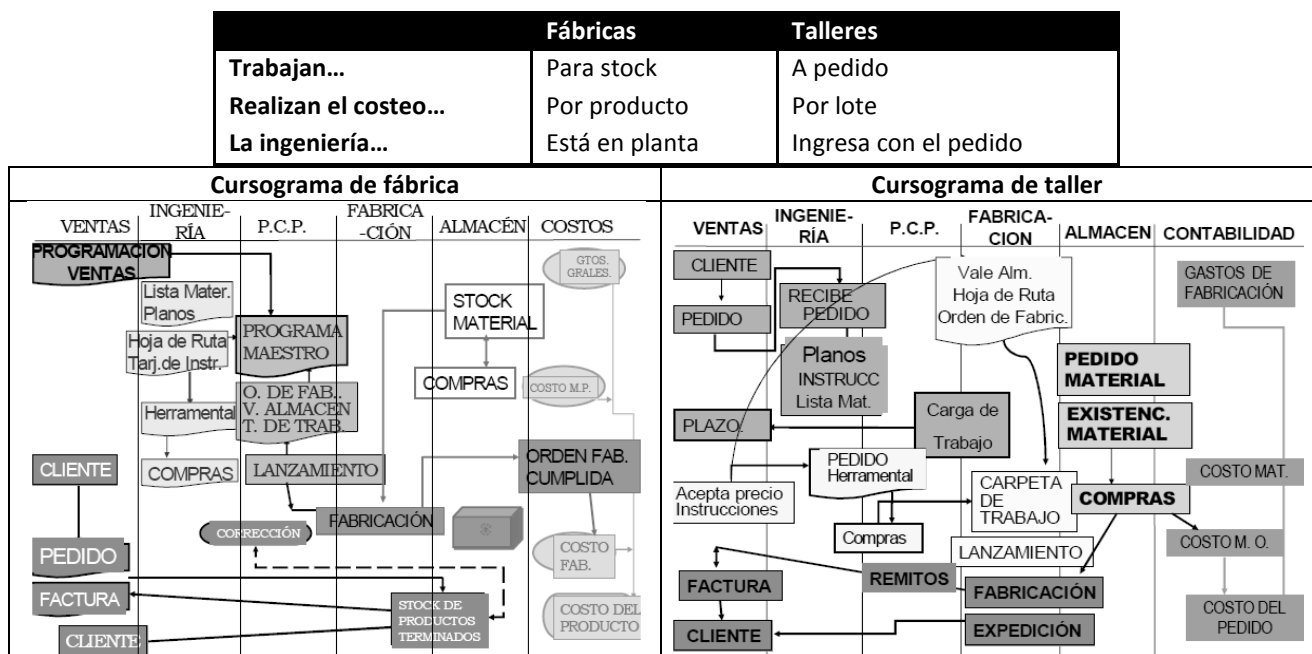 Fábricas Talleres
Trabajan… Para stock A pedido
Realizan el costeo… Por producto Por lote
La ingeniería… Está en planta Ingresa con el pedido
Cursograma de fábrica
VENTAS
INGENIE-
RÍA
P.C.P.
FABRICA
-CIÓN
ALMACÉN
COSTOS
PROGRAMACION
VENTAS
GTOS.
GRALES.
Lista Mater.
Planos
STOCK
MATERIAL
Hoja de Ruta
Tarj.de Instr.
PROGRAMA
MAESTRO
COMPRAS
COSTO M.P.
O. DE FAB..
V. ALMACEN
T. DE TRAB.
Herramental
CLIENTE
COMPRAS
LANZAMIENTO
ORDEN FAB.
CUMPLIDA
CORRECCIÓN
FABRICACIÓN
PEDIDO
COSTO
FAB.
FACTURA
STOCK DE
PRODUCTOS
TERMINADOS
COSTO DEL
PRODUCTO
CLIENTE
Cursograma de taller
VENTAS
INGENIE-
RÍA
P.C.P.
FABRICA-
CION
ALMACEN
CONTABILIDAD
CLIENTE
Vale Alm.
Hoja de Ruta
Orden de Fabric.
GASTOS DE
FABRICACIÓN
RECIBE
PEDIDO
PEDIDO
Planos
INSTRUCC
Lista Mat.
PEDIDO
MATERIAL
PLAZO.
Carga de
Trabajo
EXISTENC.
MATERIAL
PEDIDO
Herramental
COSTO MAT.
Acepta precio
Instrucciones
CARPETA
DE
TRABAJO
COMPRAS
Compras
LANZAMIENTO
COSTO M. O.
FACTURA
REMITOS
FABRICACIÓN
COSTO DEL
PEDIDO
CLIENTE
EXPEDICIÓN